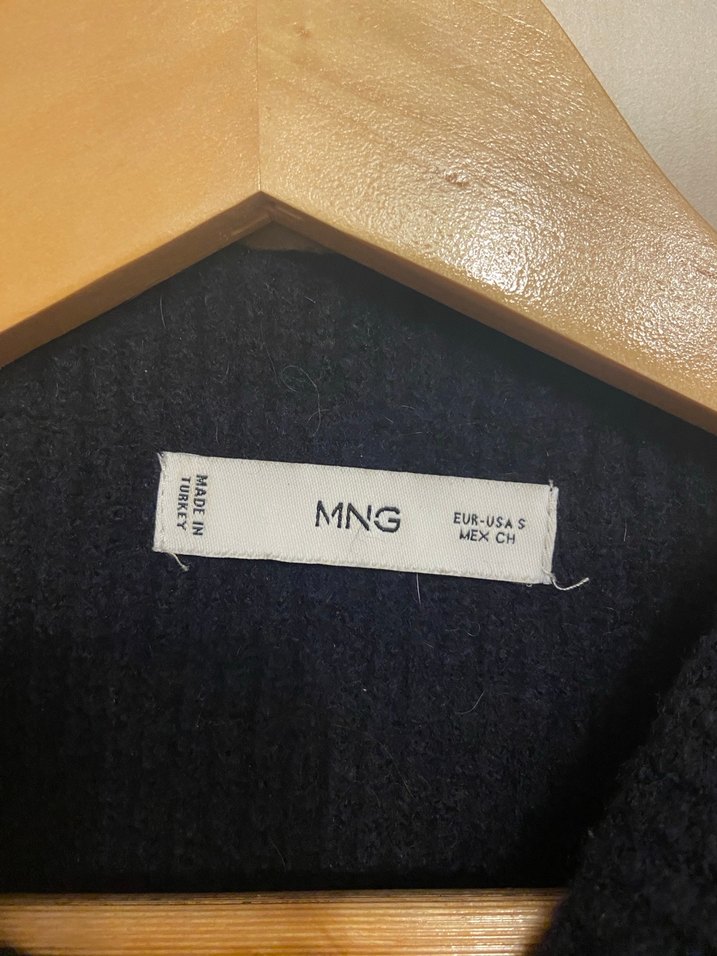 MADE IN
TURKEY
MNG
EUR-USA S
MEX CH